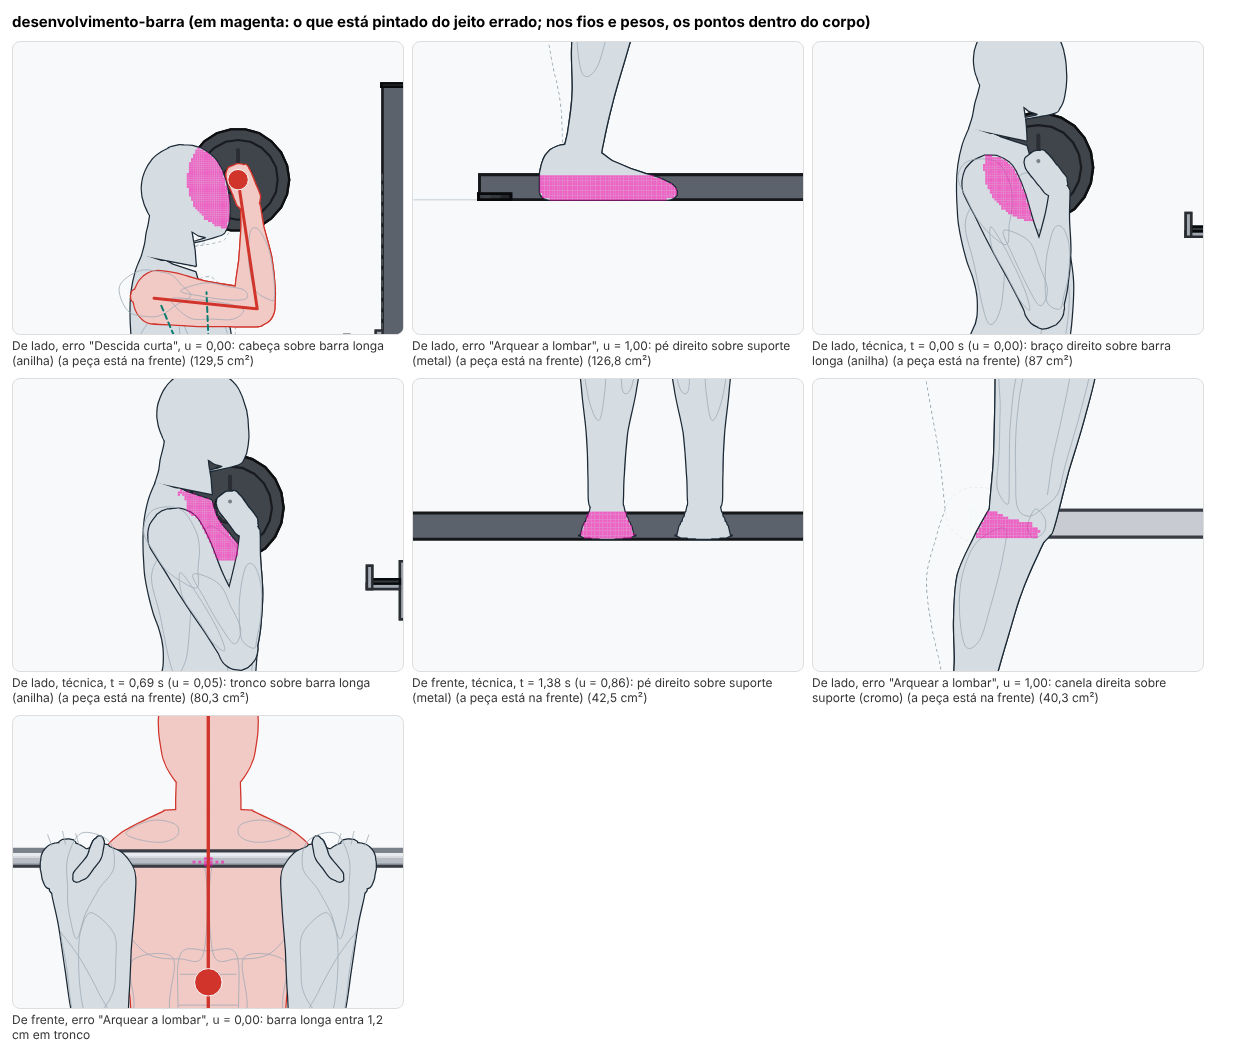 desenvolvimento-barra (em magenta: o que está pintado do jeito errado; nos fios e pesos, os pontos dentro do corpo)
De lado, erro "Descida curta", u = 0,00: cabeça sobre barra longa
(anilha) (a peça está na frente) (129,5 cm²)
De lado, erro "Arquear a lombar", u = 1,00: pé direito sobre suporte
(metal) (a peça está na frente) (126,8 cm²)
De lado, técnica, t = 0,00 s (u = 0,00): braço direito sobre barra
longa (anilha) (a peça está na frente) (87 cm²)
De lado, técnica, t = 0,69 s (u = 0,05): tronco sobre barra longa
(anilha) (a peça está na frente) (80,3 cm²)
De frente, técnica, t = 1,38 s (u = 0,86): pé direito sobre suporte
(metal) (a peça está na frente) (42,5 cm²)
De lado, erro "Arquear a lombar", u = 1,00: canela direita sobre
suporte (cromo) (a peça está na frente) (40,3 cm²)
De frente, erro "Arquear a lombar", u = 0,00: barra longa entra 1,2
cm em tronco